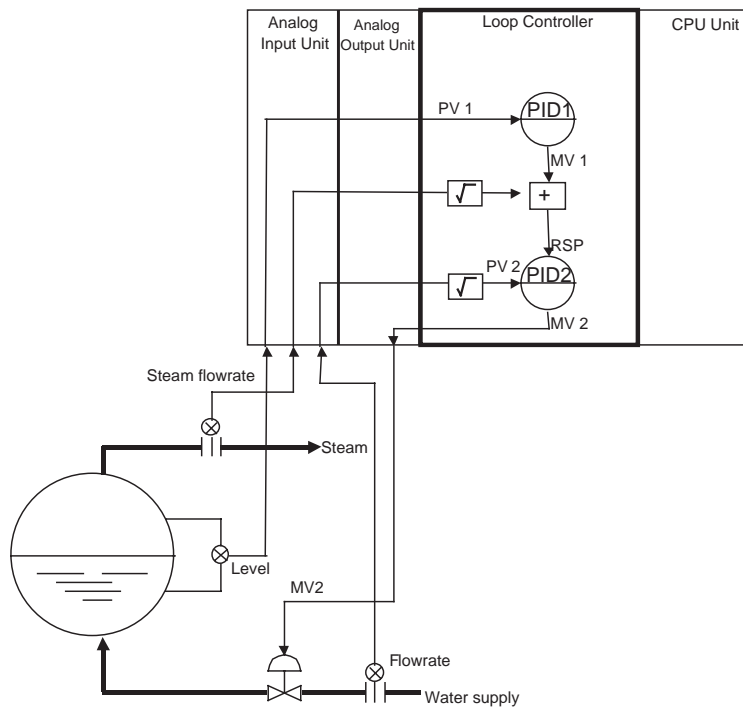 Analog
Input Unit
Analog
Output Unit
Loop Controller
CPU Unit
PV 1
PID1
MV 1
√
+
RSP
PV 2
√
PID2
MV 2
Steam flowrate
Steam
Level
MV2
Flowrate
Water supply